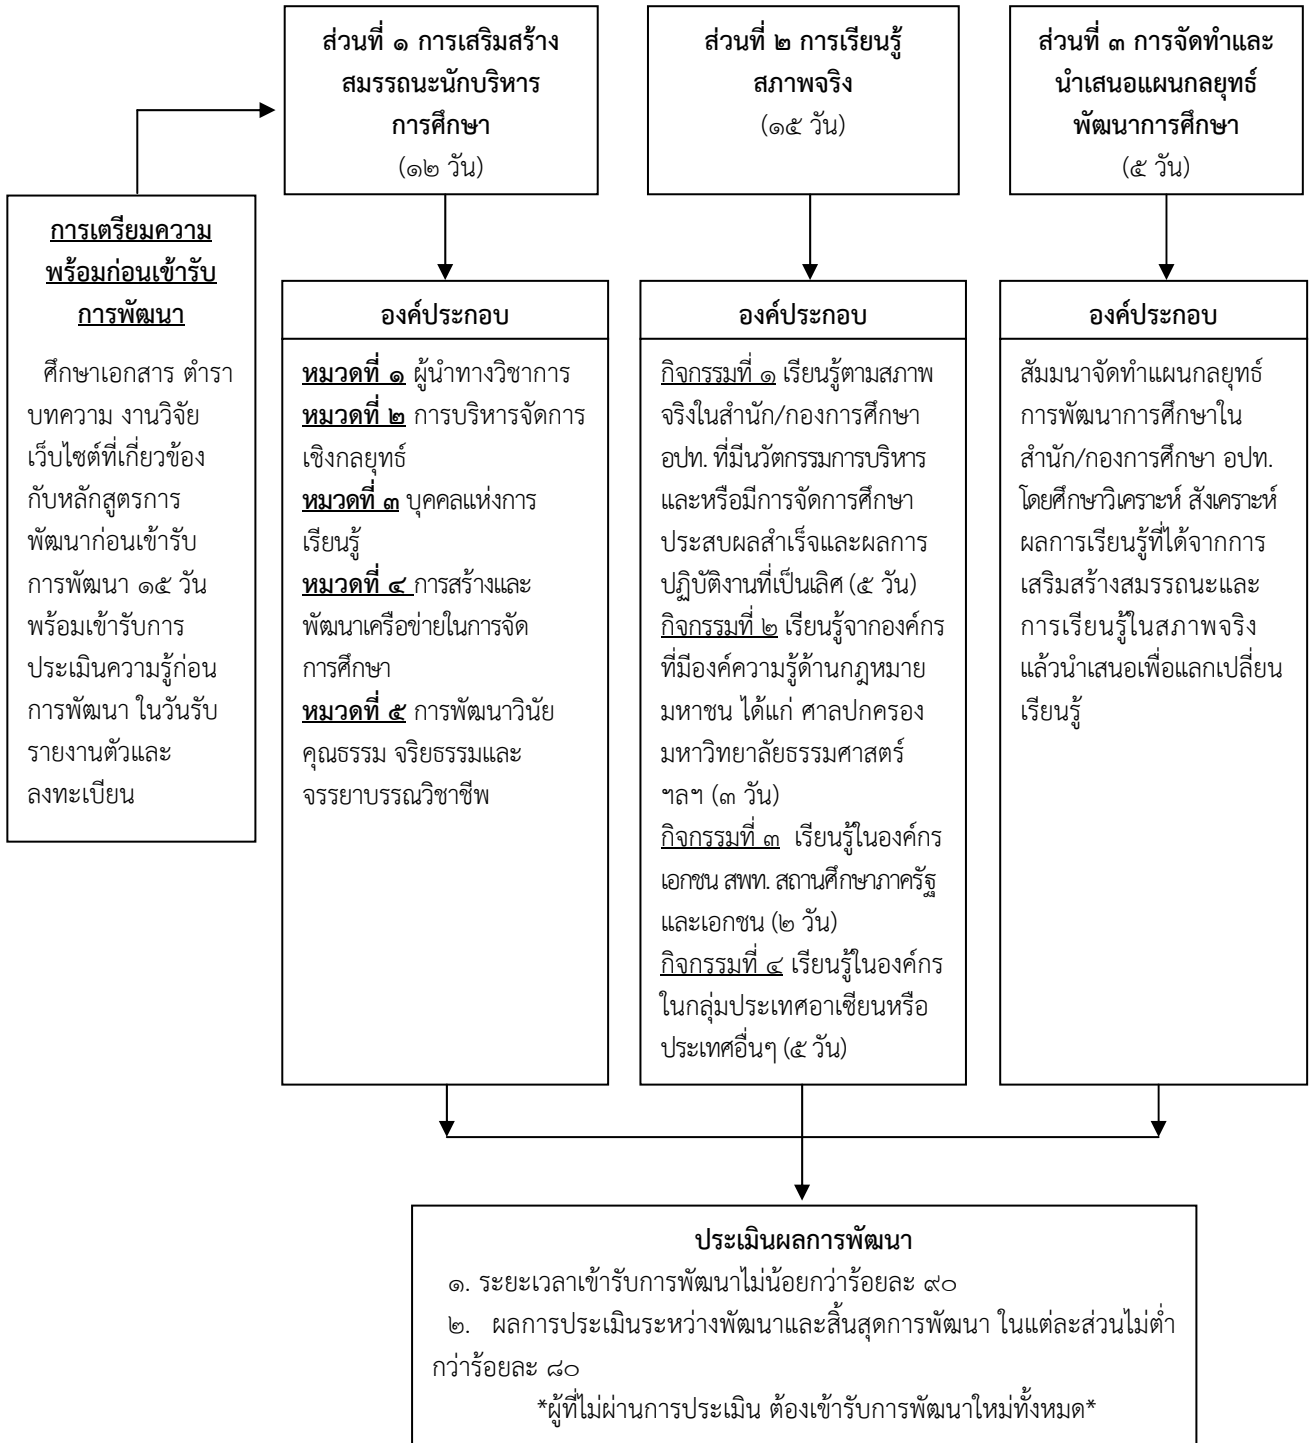 การเตรียมความ
พร้อมก่อนเข้ารับ
การพัฒนา
ศึกษาเอกสาร ตำรา
บทความ งานวิจัย
เว็บไซต์ที่เกี่ยวข้อง
กับหลักสูตรการ
พัฒนาก่อนเข้ารับ
การพัฒนา ๑๕ วัน
พร้อมเข้ารับการ
ประเมินความรู้ก่อน
การพัฒนา ในวันรับ
รายงานตัวและ
ลงทะเบียน
ส่วนที่ ๑ การเสริมสร้าง
สมรรถนะนักบริหาร
การศึกษา
(๑๒ วัน)
องค์ประกอบ
หมวดที่ ๑ ผู้นำทางวิชาการ
หมวดที่ ๒ การบริหารจัดการ
เชิงกลยุทธ์
หมวดที่ ๓ บุคคลแห่งการ
เรียนรู้
หมวดที่ ๔ การสร้างและ
พัฒนาเครือข่ายในการจัด
การศึกษา
หมวดที่ ๕ การพัฒนาวินัย
คุณธรรม จริยธรรมและ
จรรยาบรรณวิชาชีพ
ส่วนที่ ๒ การเรียนรู้
สภาพจริง
(๑๕ วัน)
องค์ประกอบ
กิจกรรมที่ ๑ เรียนรู้ตามสภาพ
จริงในสำนัก/กองการศึกษา
อปท. ที่มีนวัตกรรมการบริหาร
และหรือมีการจัดการศึกษา
ประสบผลสำเร็จและผลการ
ปฏิบัติงานที่เป็นเลิศ (๕ วัน)
กิจกรรมที่ ๒ เรียนรู้จากองค์กร
ที่มีองค์ความรู้ด้านกฎหมาย
มหาชน ได้แก่ ศาลปกครอง
มหาวิทยาลัยธรรมศาสตร์
ฯลฯ (๓ วัน)
กิจกรรมที่ ๓ เรียนรู้ในองค์กร
เอกชน สพท. สถานศึกษาภาครัฐ
และเอกชน (๒ วัน)
กิจกรรมที่ ๔ เรียนรู้ในองค์กร
ในกลุ่มประเทศอาเซียนหรือ
ประเทศอื่นๆ (๕ วัน)
ส่วนที่ ๓ การจัดทำและ
นำเสนอแผนกลยุทธ์
พัฒนาการศึกษา
(๕ วัน)
องค์ประกอบ
สัมมนาจัดทำแผนกลยุทธ์
การพัฒนาการศึกษาใน
สำนัก/กองการศึกษา อปท.
โดยศึกษาวิเคราะห์ สังเคราะห์
ผลการเรียนรู้ที่ได้จากการ
เสริมสร้างสมรรถนะและ
การเรียนรู้ในสภาพจริง
แล้วนำเสนอเพื่อแลกเปลี่ยน
เรียนรู้
ประเมินผลการพัฒนา
๑. ระยะเวลาเข้ารับการพัฒนาไม่น้อยกว่าร้อยละ ๙๐
๒. ผลการประเมินระหว่างพัฒนาและสิ้นสุดการพัฒนา ในแต่ละส่วนไม่ต่ำ
กว่าร้อยละ ๘๐
*ผู้ที่ไม่ผ่านการประเมิน ต้องเข้ารับการพัฒนาใหม่ทั้งหมด*